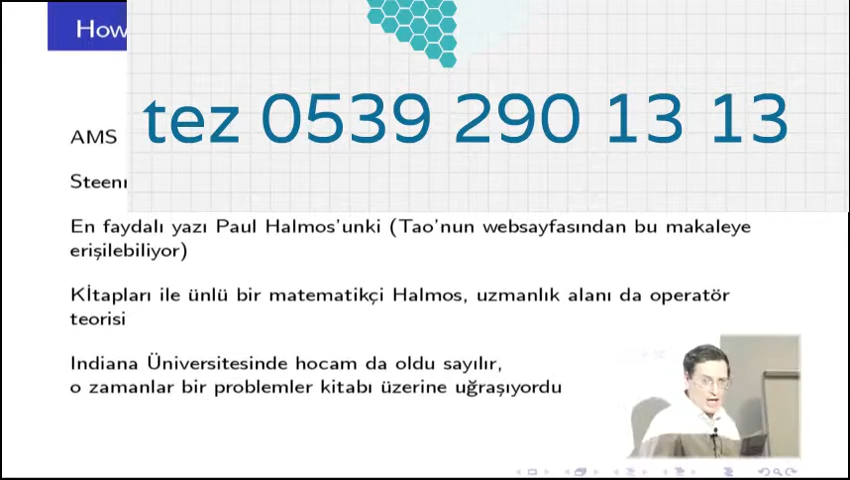 How
tez 0539 290 13 13
AMS
En faydalı yazı Paul Halmos'unki (Tao'nun websayfasından bu makaleye
erişilebiliyor)
Kİtapları ile ünlü bir matematikçi Halmos, uzmanlık alanı da operatör
teorisi
Indiana Üniversitesinde hocam da oldu sayılır,
o zamanlar bir problemler kitabı üzerine uğraşıyordu